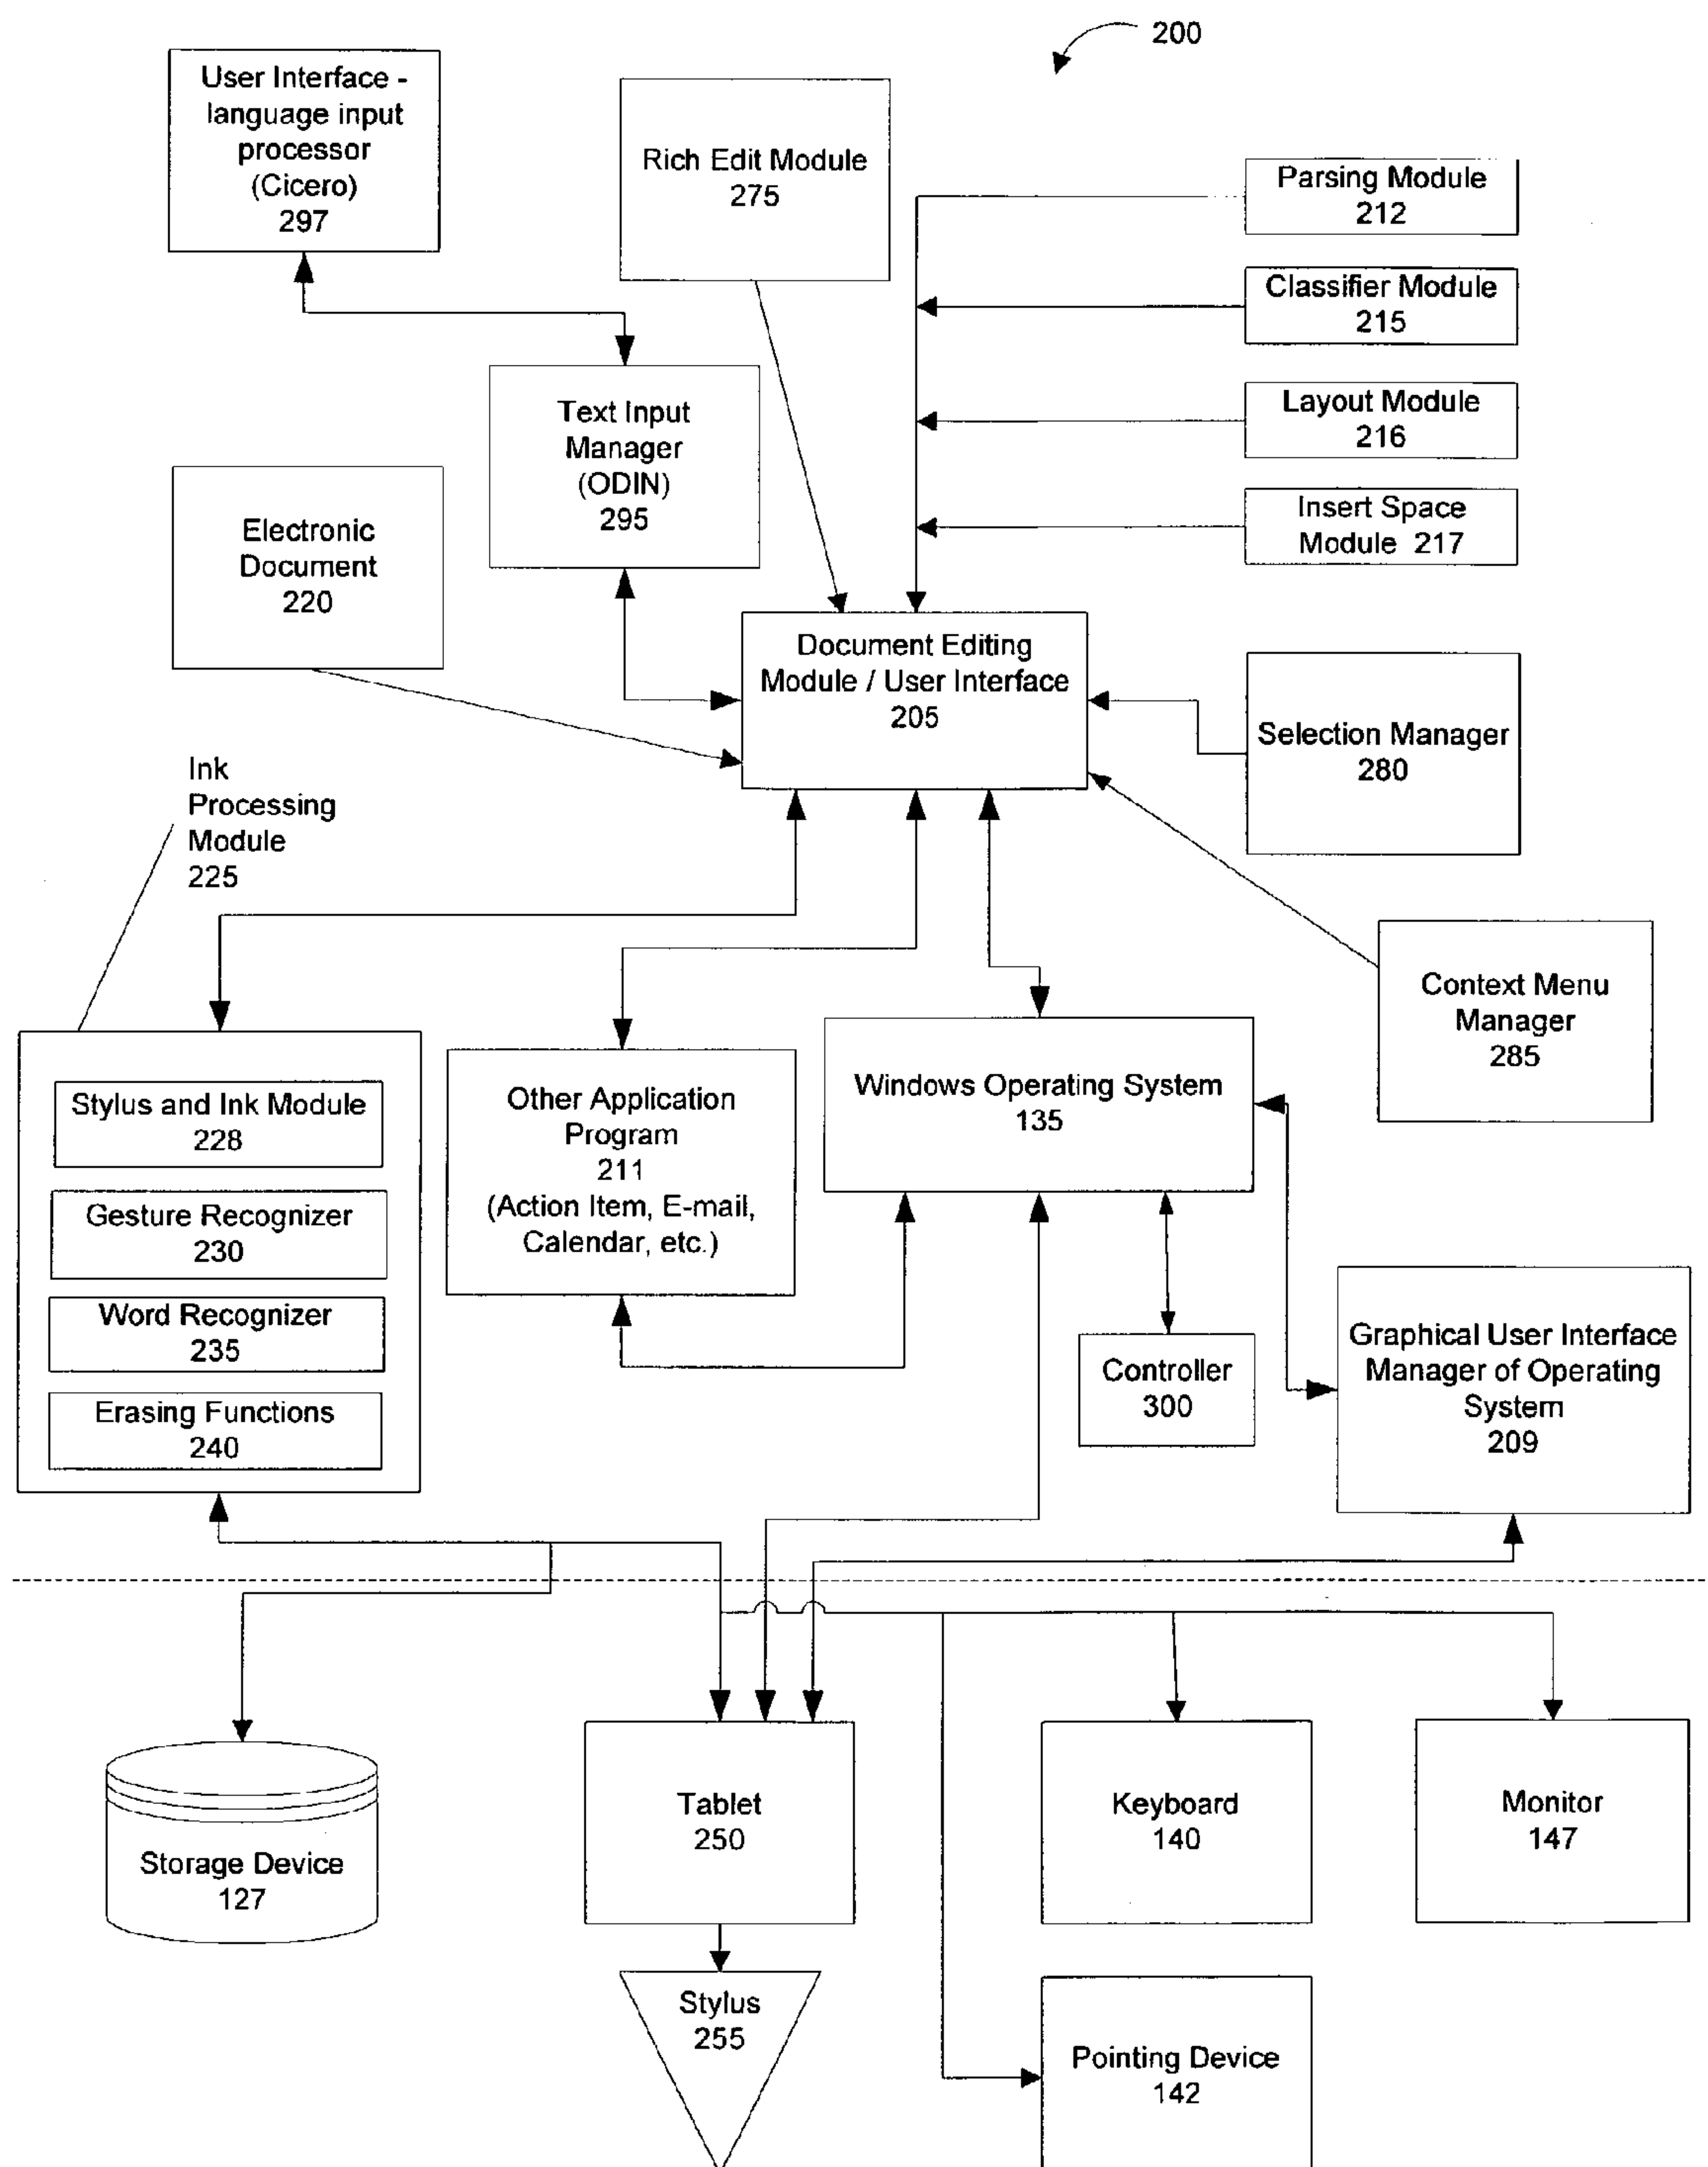 200
User Interface -
language input
processor
(Cicero)
297
Rich Edit Module
275
Parsing Module
212
Classifier Module
215
Layout Module
216
Insert Space
Module 217
Text Input
Manager
(ODIN)
295
Electronic
Document
220
Document Editing
Module / User Interface
205
Selection Manager
280
Ink
Processing
Module
225
Context Menu
Manager
285
Stylus and Ink Module
228
Gesture Recognizer
230
Word Recognizer
235
Erasing Functions
240
Other Application
Program
211
(Action Item, E-mail,
Calendar, etc.)
Windows Operating System
135
Controller
300
Graphical User Interface
Manager of Operating
System
209
Storage Device
127
Tablet
250
Keyboard
140
Monitor
147
Stylus
255
Pointing Device
142